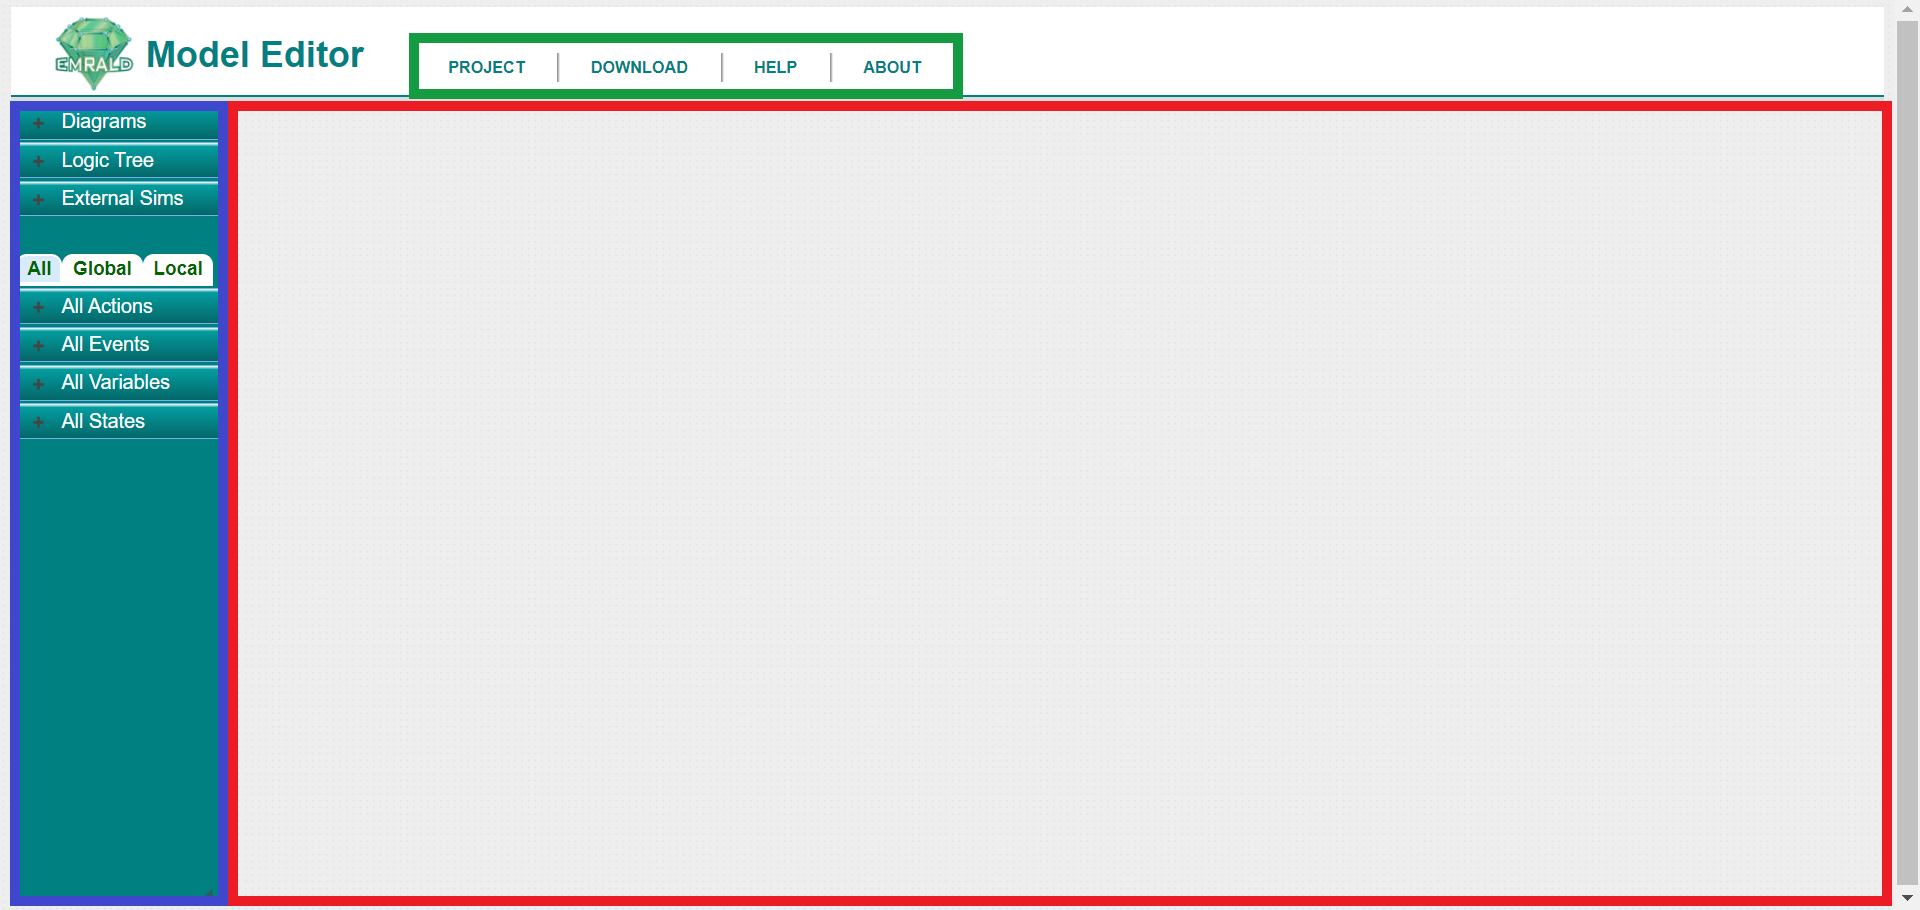 EMRALD
Model Editor
PROJECT
DOWNLOAD
HELP
ABOUT
Diagrams
Logic Tree
External Sims
All Global Local
All Actions
All Events
All Variables
All States